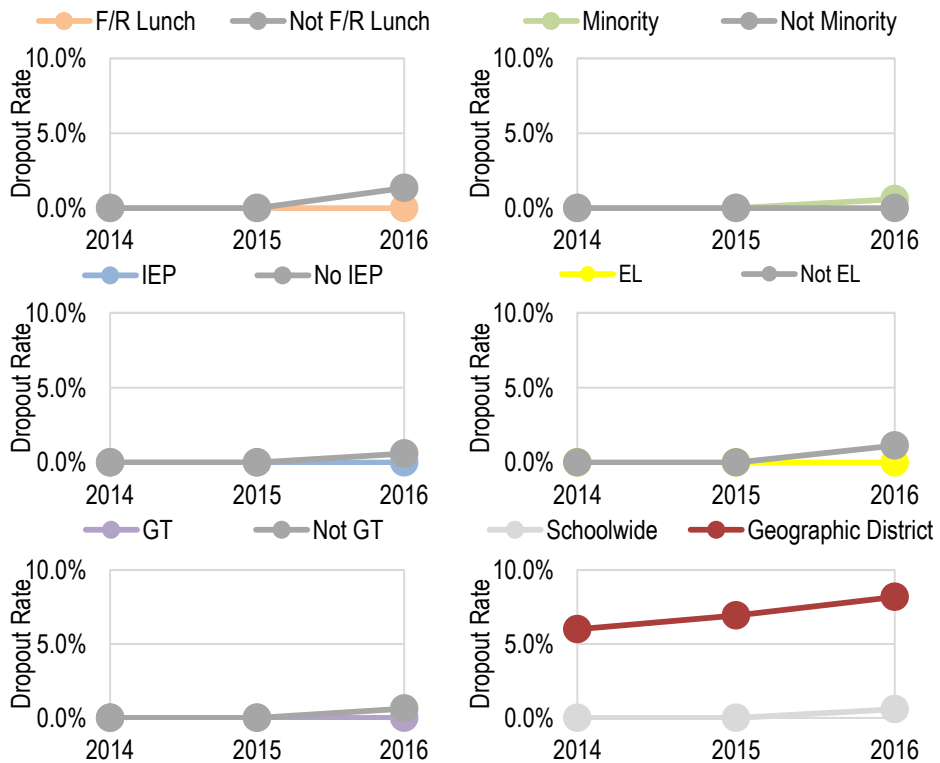 F/R Lunch Not F/R Lunch
10.0%
5.0%
0.0%
Dropout Rate
2014 2015 2016
Minority Not Minority
10.0%
5.0%
0.0%
Dropout Rate
2014 2015 2016
IEP No IEP
10.0%
5.0%
0.0%
Dropout Rate
2014 2015 2016
EL Not EL
10.0%
5.0%
0.0%
Dropout Rate
2014 2015 2016
GT Not GT
10.0%
5.0%
0.0%
Dropout Rate
2014 2015 2016
Schoolwide Geographic District
10.0%
5.0%
0.0%
Dropout Rate
2014 2015 2016